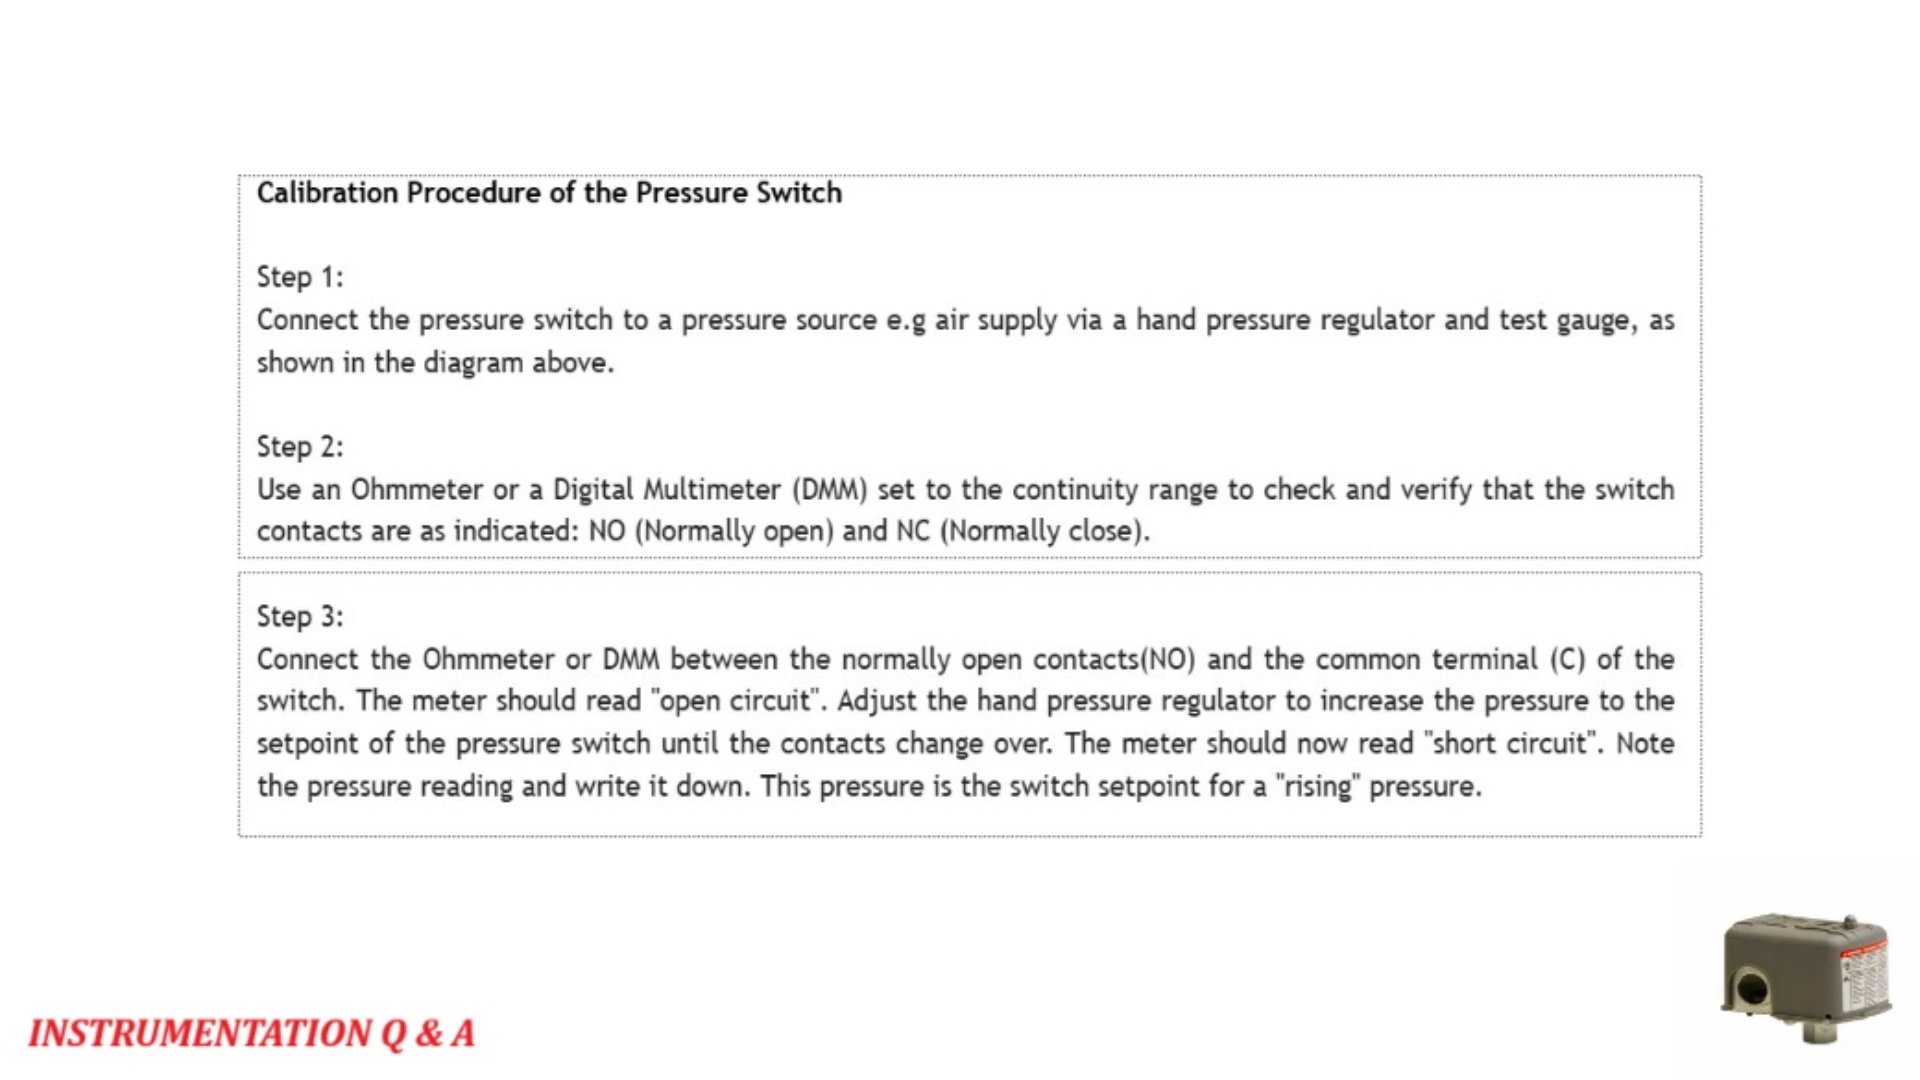 Calibration Procedure of the Pressure Switch
Step 1:
Connect the pressure switch to a pressure source e.g air supply via a hand pressure regulator and test gauge, as
shown in the diagram above.
Step 2:
Use an Ohmmeter or a Digital Multimeter (DMM) set to the continuity range to check and verify that the switch
contacts are as indicated: NO (Normally open) and NC (Normally close).
Step 3:
Connect the Ohmmeter or DMM between the normally open contacts(NO) and the common terminal (C) of the
switch. The meter should read "open circuit". Adjust the hand pressure regulator to increase the pressure to the
setpoint of the pressure switch until the contacts change over. The meter should now read "short circuit". Note
the pressure reading and write it down. This pressure is the switch setpoint for a "rising" pressure.
INSTRUMENTATION Q & A